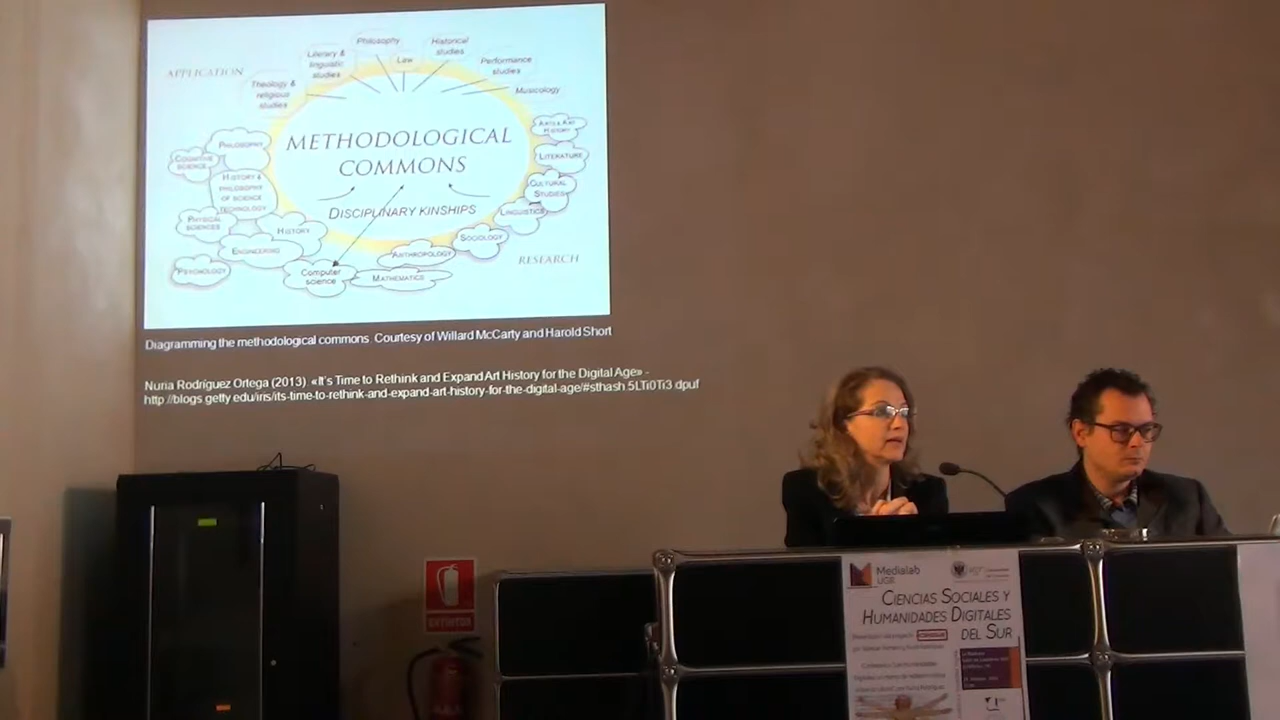 APPLICATION
Theology &
religious
studies
Literary &
linguistic
studies
Philosophy
Law
Historical
studies
Performance
studies
Musicology
METHODOLOGICAL
COMMONS
DISCIPLINARY KINSHIPS
PHILOSOPHY
COGNITIVE
SCIENCE
HISTORY &
PHILOSOPHY
OF SCIENCE
TECHNOLOGY
PHYSICAL
SCIENCES
HISTORY
ENGINEERING
PSYCHOLOGY
Computer
science
MATHEMATICS
ANTHROPOLOGY
SOCIOLOGY
LINGUISTICS
CULTURAL
STUDIES
LITERATURE
ARTS & ART
HISTORY
RESEARCH
Diagramming the methodological commons. Courtesy of Willard McCarty and Harold Short
Nuria Rodríguez Ortega (2013). «It's Time to Rethink and Expand Art History for the Digital Age» -
http://blogs.getty.edu/iris/its-time-to-rethink-and-expand-art-history-for-the-digital-age/#sthash.5LTi0Ti3.dpuf
EXTINTOR
Medialab
UGR
CIENCIAS SOCIALES Y
HUMANIDADES DIGITALES
DEL SUR